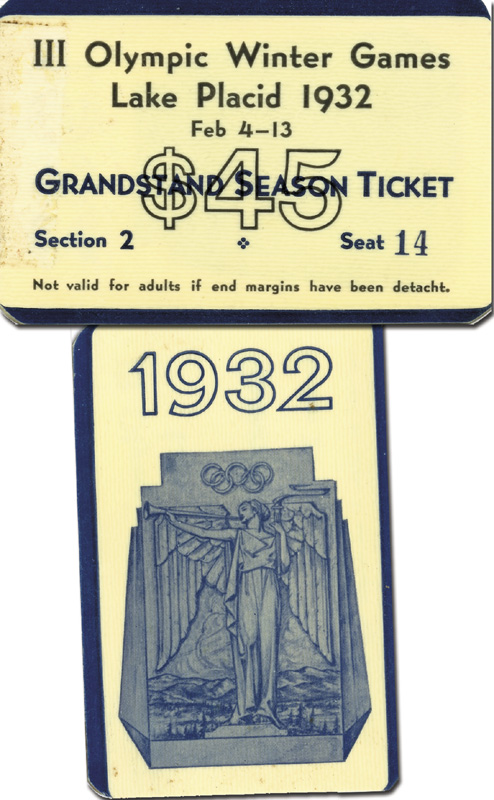 III Olympic Winter Games
Lake Placid 1932
Feb 4–13
$45
GRANDSTAND SEASON TICKET
Section 2 Seat 14
Not valid for adults if end margins have been detacht.
1932